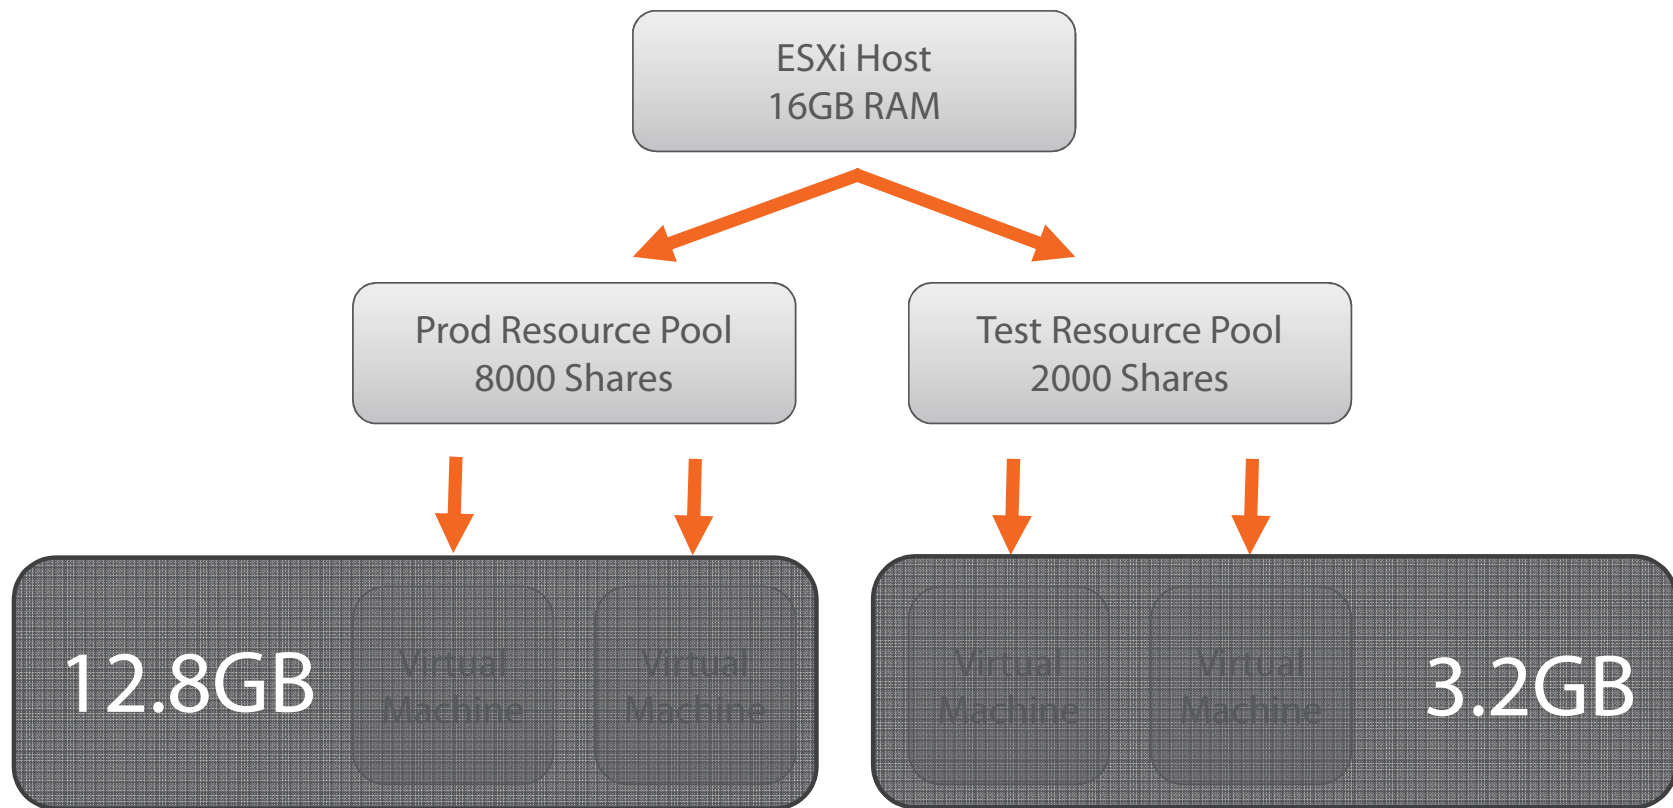 ESXi Host
16GB RAM
Prod Resource Pool
8000 Shares
Test Resource Pool
2000 Shares
12.8GB
Virtual
Machine
Virtual
Machine
Virtual
Machine
Virtual
Machine
3.2GB